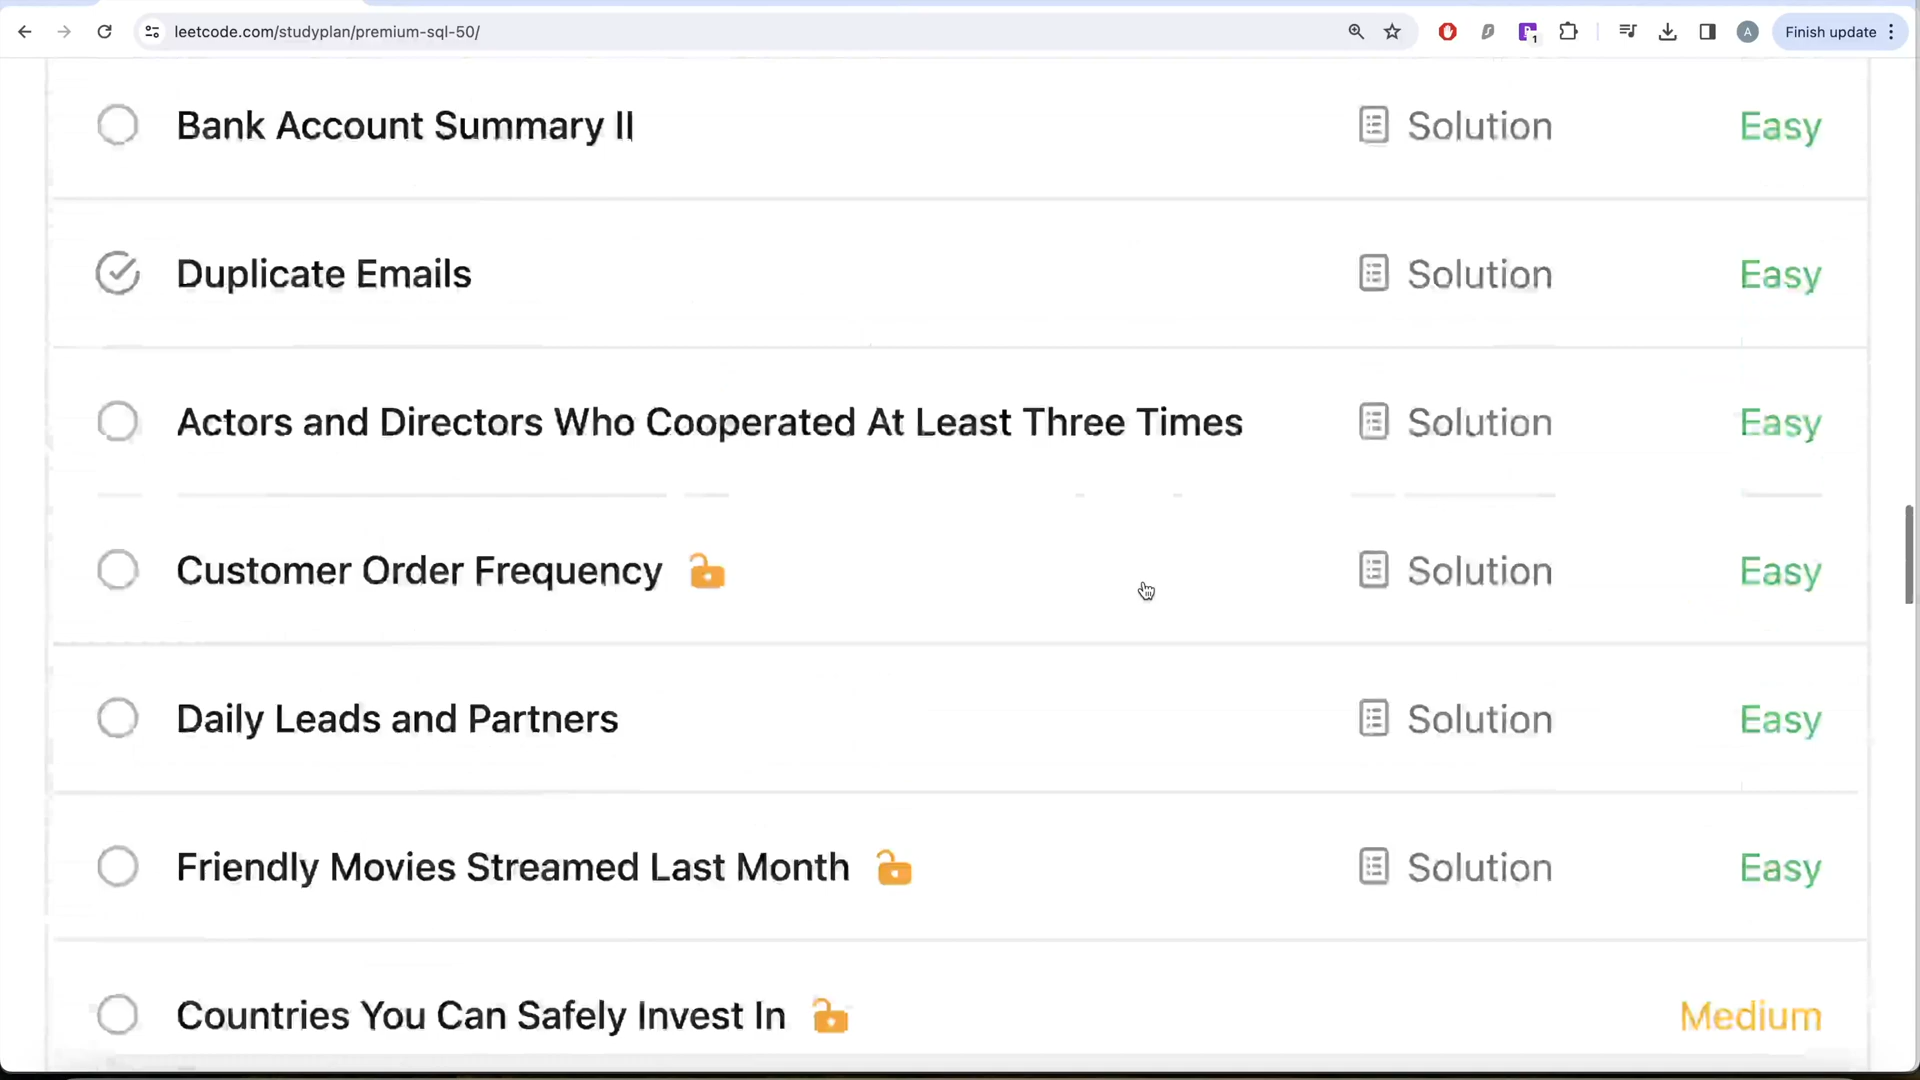 leetcode.com/studyplan/premium-sql-50/
1
A
Finish update
Bank Account Summary II
Solution
Easy
Duplicate Emails
Solution
Easy
Actors and Directors Who Cooperated At Least Three Times
Solution
Easy
Customer Order Frequency
Solution
Easy
Daily Leads and Partners
Solution
Easy
Friendly Movies Streamed Last Month
Solution
Easy
Countries You Can Safely Invest In
Medium